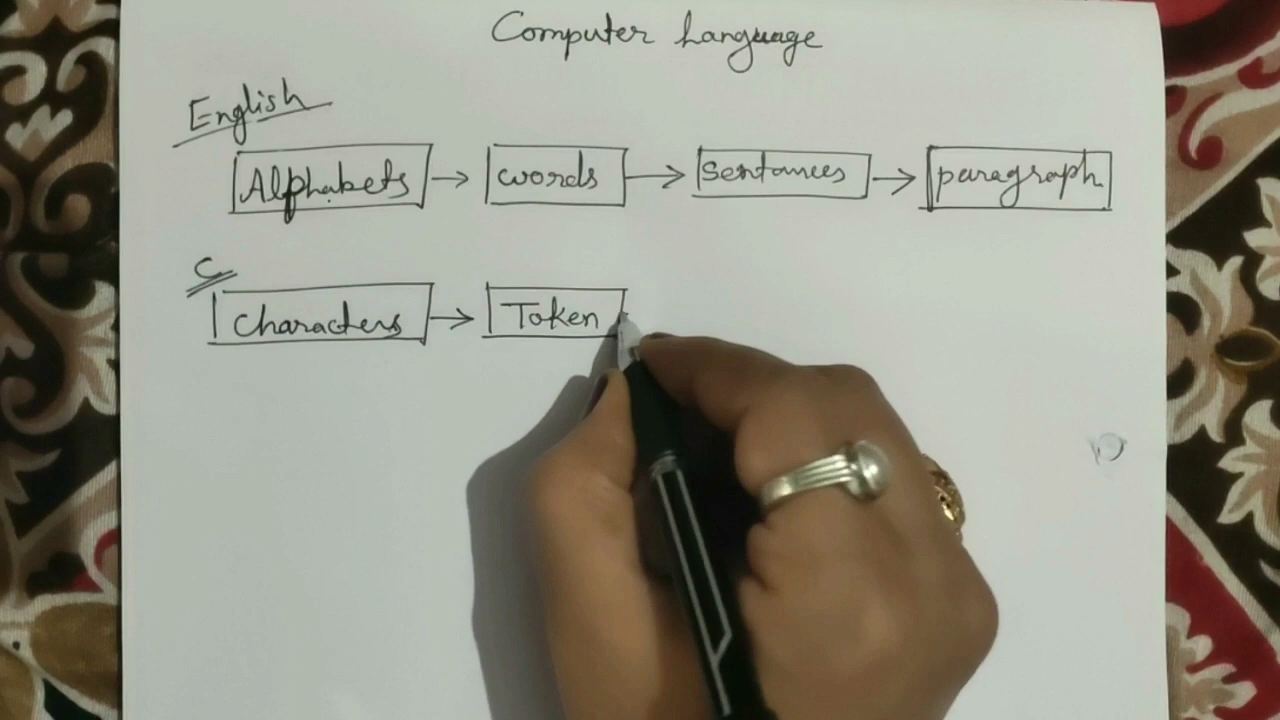 Computer Language
English
Alphabets → words → Sentances → paragraph
C
Characters → Token